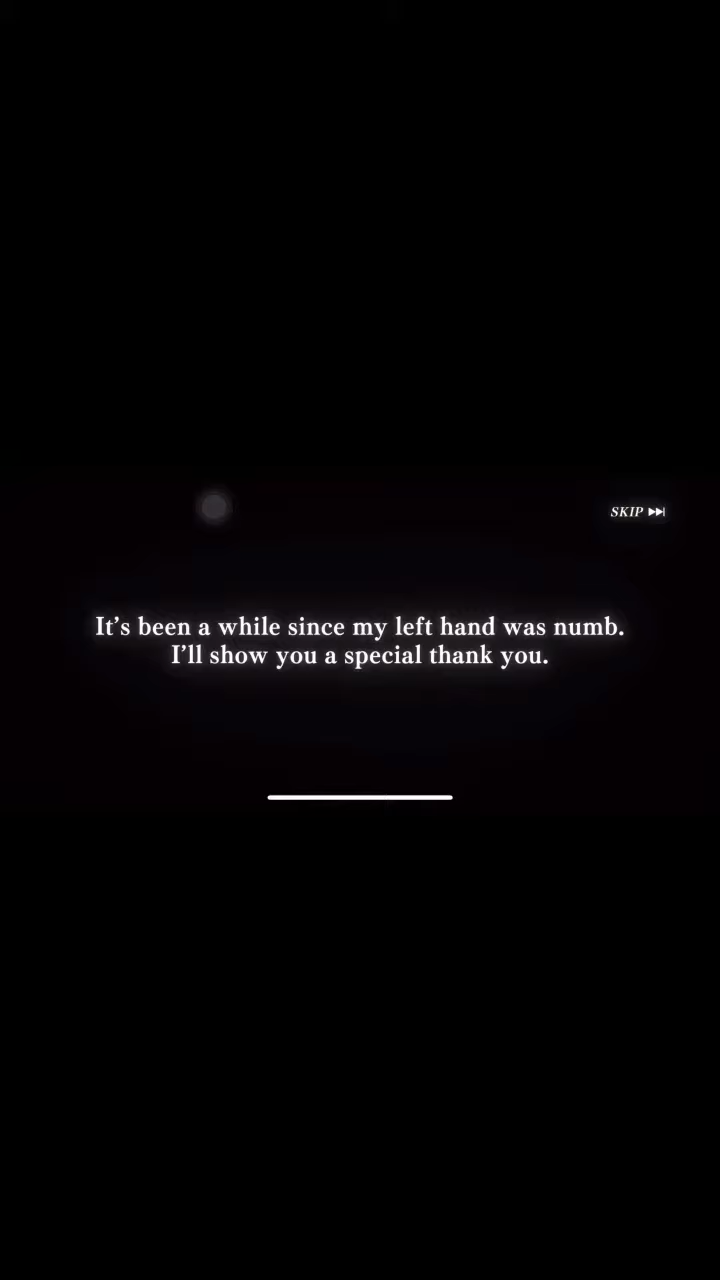 SKIP
It’s been a while since my left hand was numb.
I’ll show you a special thank you.